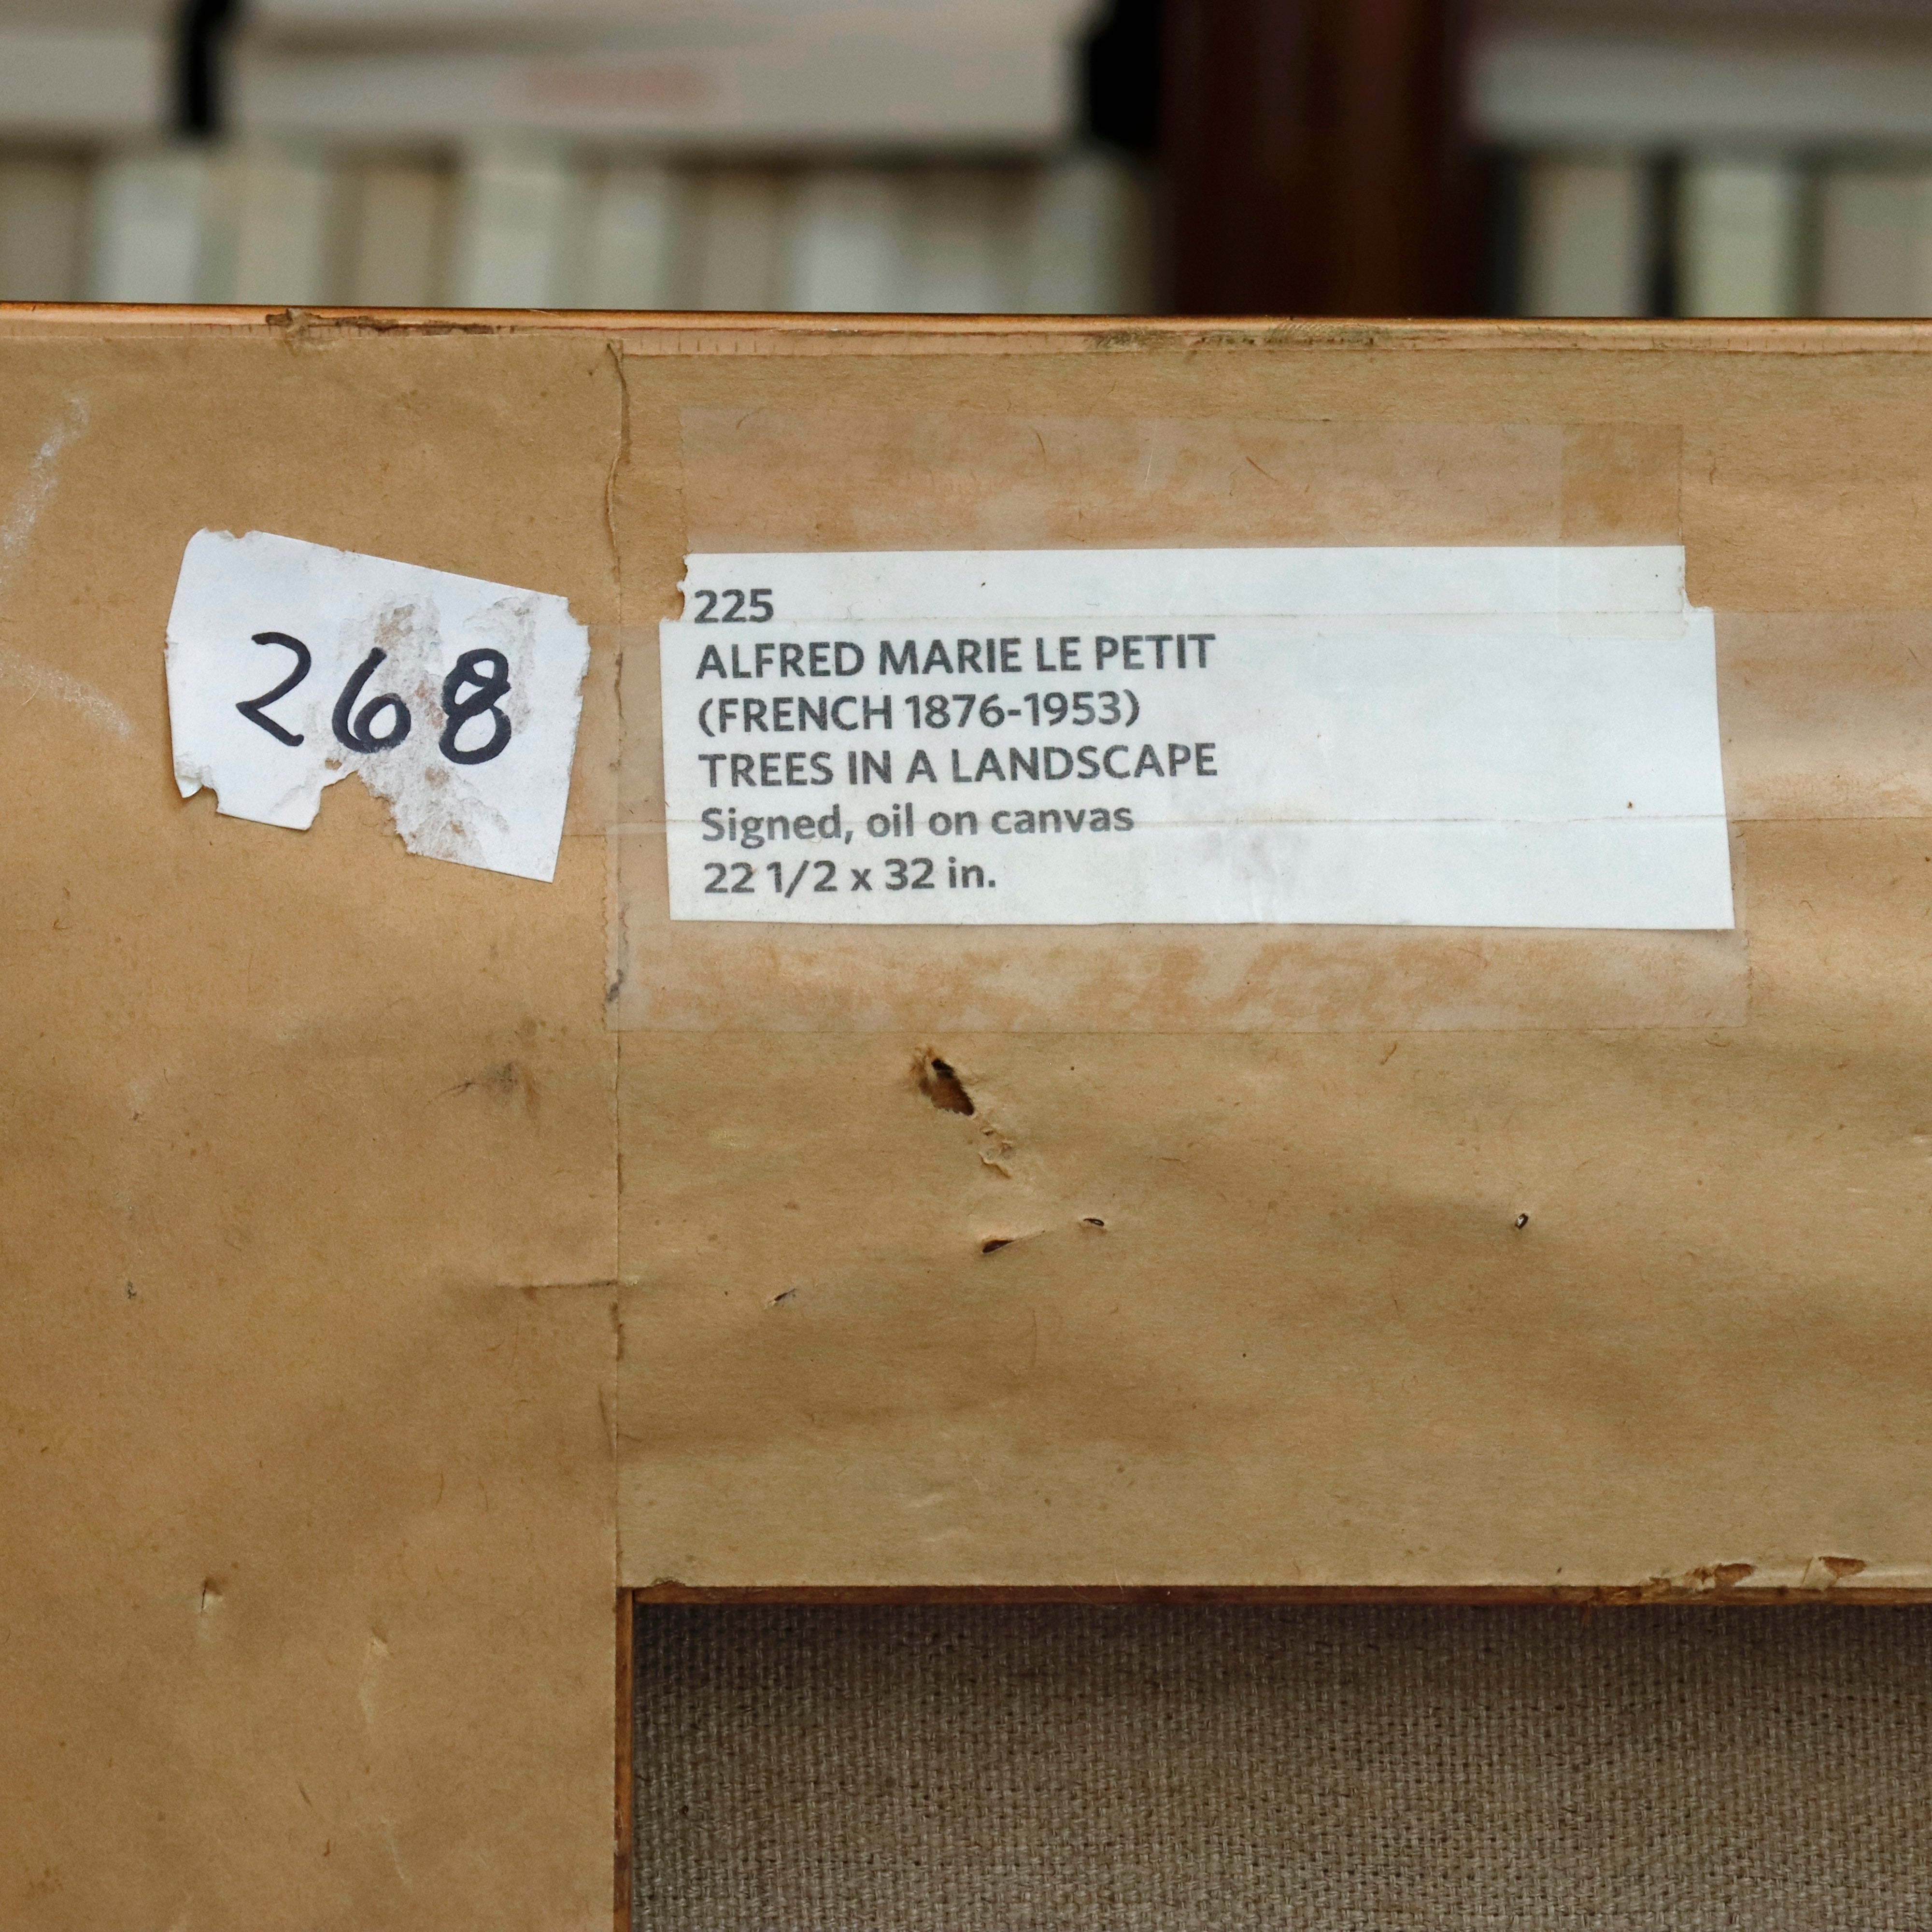 268
225
ALFRED MARIE LE PETIT
(FRENCH 1876-1953)
TREES IN A LANDSCAPE
Signed, oil on canvas
22 1/2 x 32 in.